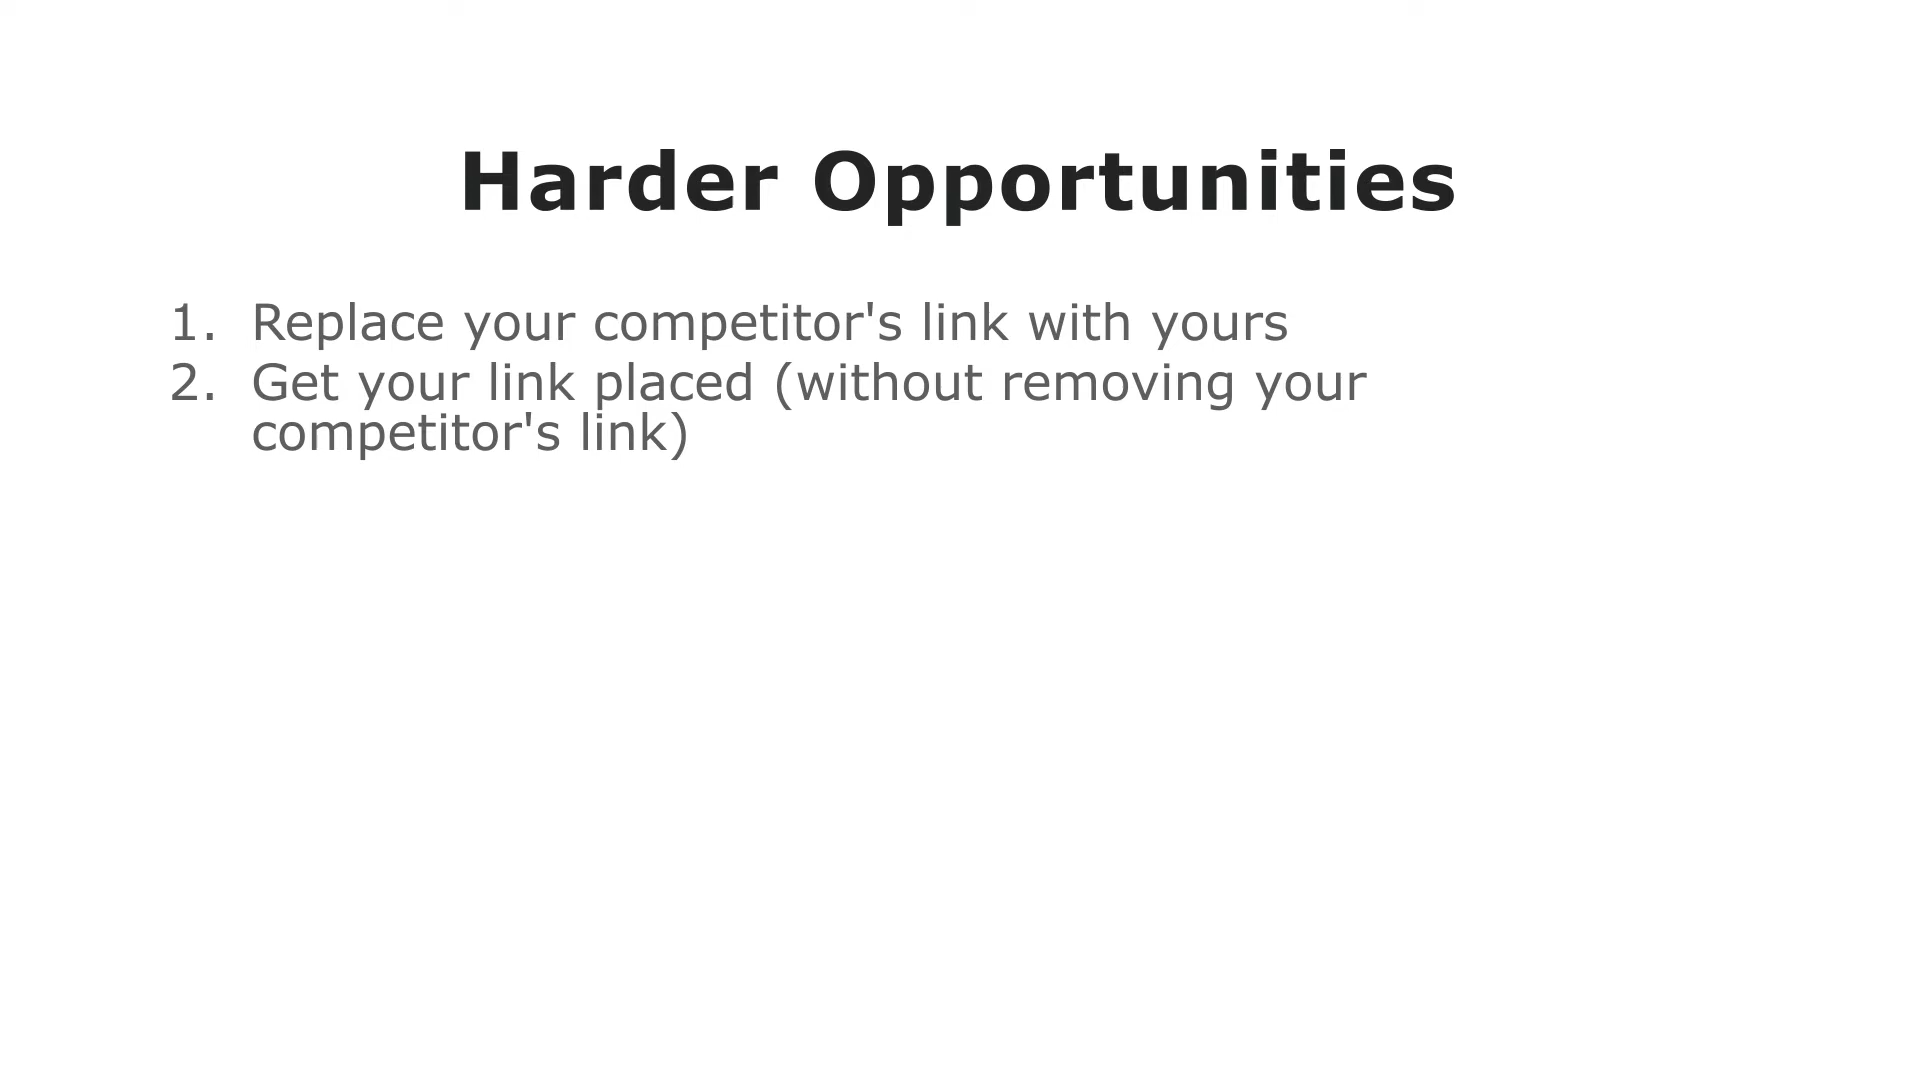 Harder Opportunities
1. Replace your competitor's link with yours
2. Get your link placed (without removing your
competitor's link)